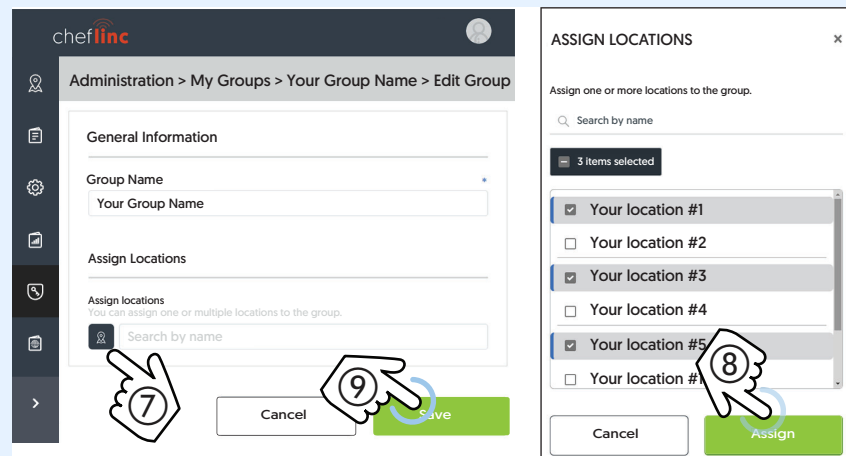 cheflinc
Administration > My Groups > Your Group Name > Edit Group
General Information
Group Name *
Your Group Name
Assign Locations
Assign locations
You can assign one or multiple locations to the group.
Search by name
7
9
Cancel
Save
ASSIGN LOCATIONS ×
Assign one or more locations to the group.
Search by name
3 items selected
Your location #1
Your location #2
Your location #3
Your location #4
Your location #5
8
Your location #1
Cancel
Assign